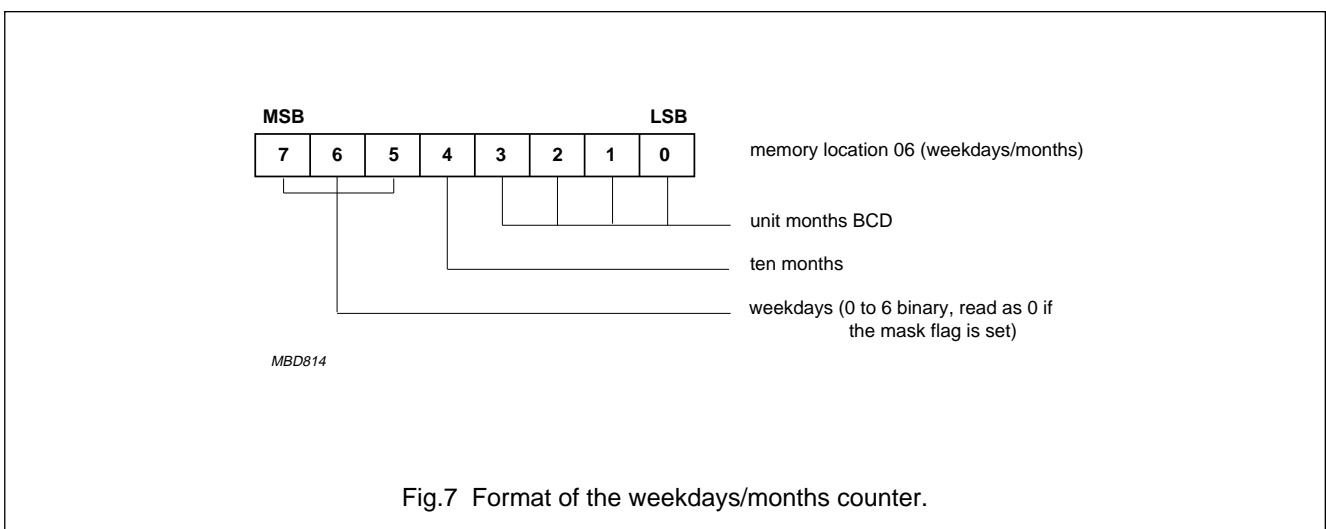 MSB LSB
7 6 5 4 3 2 1 0
memory location 06 (weekdays/months)
unit months BCD
ten months
weekdays (0 to 6 binary, read as 0 if
the mask flag is set)
MBD814
Fig.7 Format of the weekdays/months counter.